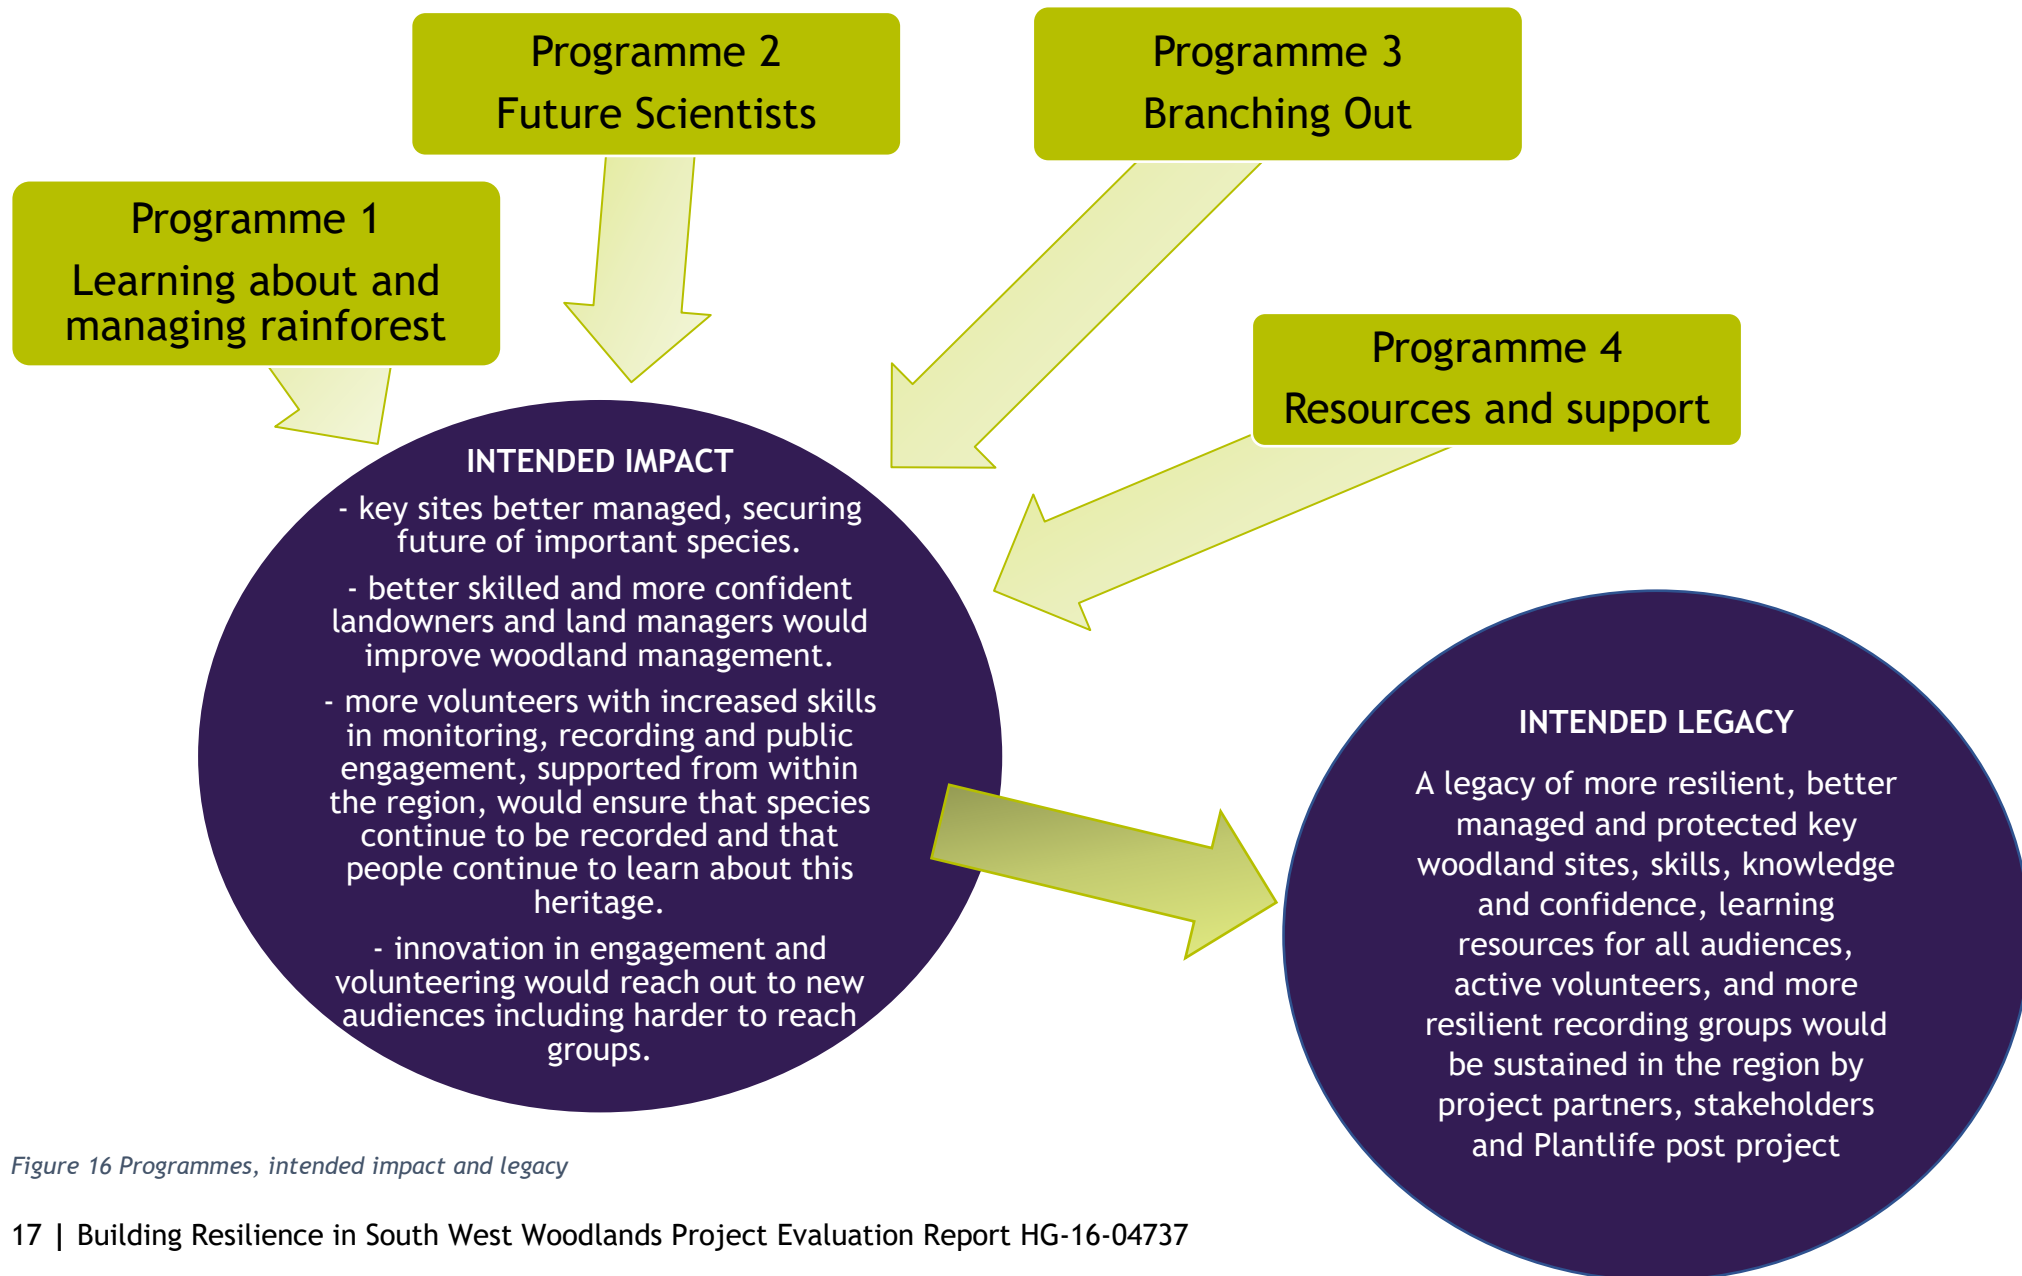 Programme 1
Learning about and
managing rainforest
Programme 2
Future Scientists
Programme 3
Branching Out
Programme 4
Resources and support
INTENDED IMPACT
- key sites better managed, securing
future of important species.
- better skilled and more confident
landowners and land managers would
improve woodland management.
- more volunteers with increased skills
in monitoring, recording and public
engagement, supported from within
the region, would ensure that species
continue to be recorded and that
people continue to learn about this
heritage.
- innovation in engagement and
volunteering would reach out to new
audiences including harder to reach
groups.
INTENDED LEGACY
A legacy of more resilient, better
managed and protected key
woodland sites, skills, knowledge
and confidence, learning
resources for all audiences,
active volunteers, and more
resilient recording groups would
be sustained in the region by
project partners, stakeholders
and Plantlife post project
Figure 16 Programmes, intended impact and legacy
17 | Building Resilience in South West Woodlands Project Evaluation Report HG-16-04737